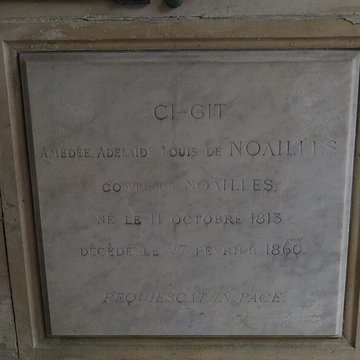 CI-GIT
AMÉDÉE ADELAIDE LOUIS DE NOAILLES
COMTE DE NOAILLES.
NÉ LE 11 OCTOBRE 1813
DÉCÉDÉ LE 27 FÉVRIER 1860.
REQUIESCAT IN PACE.